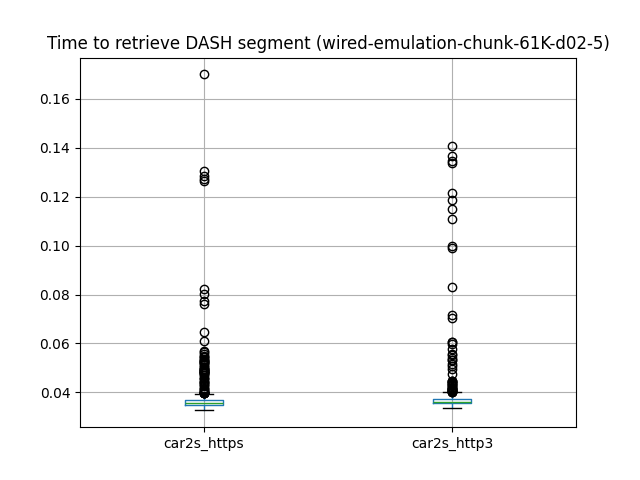 Time to retrieve DASH segment (wired-emulation-chunk-61K-d02-5)
0.16
0.14
0.12
0.10
0.08
0.06
0.04
car2s_https
car2s_http3